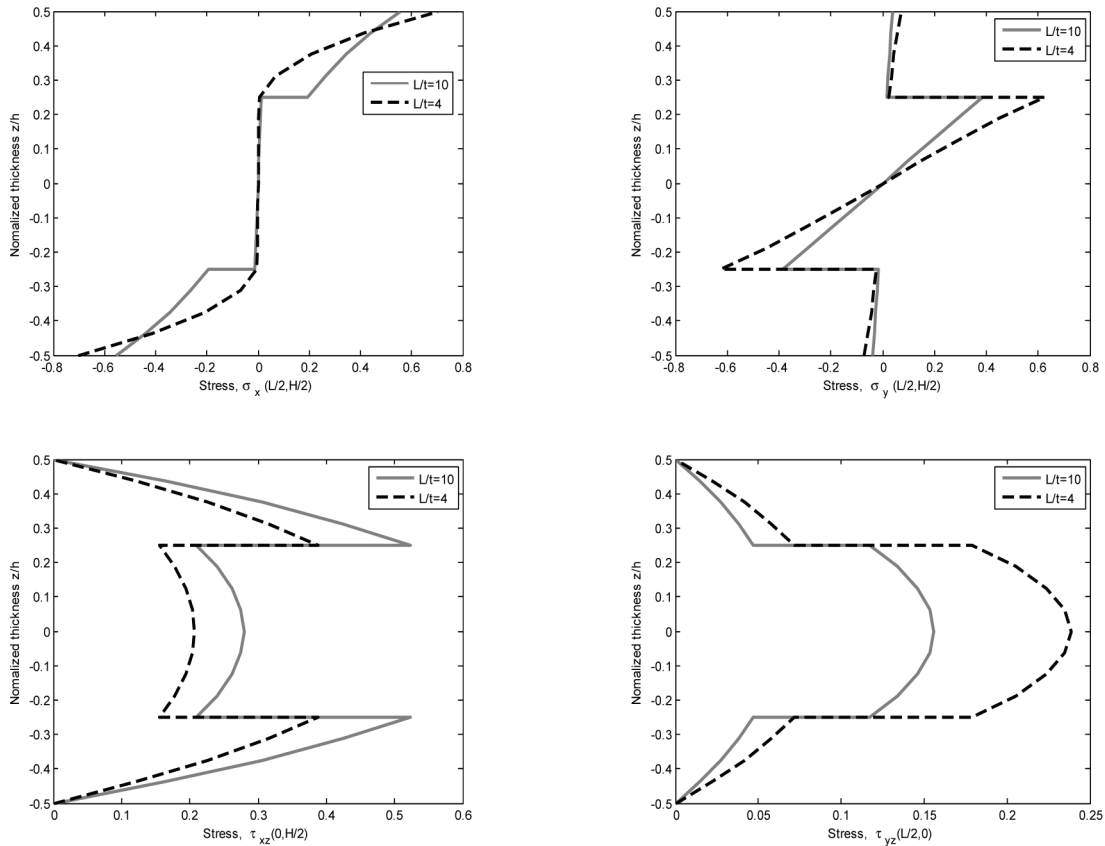 0.5
0.4
0.3
0.2
0.1
0
-0.1
-0.2
-0.3
-0.4
-0.5
Nomalized thickness z/h
-0.8 -0.6 -0.4 -0.2 0 0.2 0.4 0.6 0.8
Stress, σx (L/2,H/2)
L/t=10
L/t=4
0.5
0.4
0.3
0.2
0.1
0
-0.1
-0.2
-0.3
-0.4
-0.5
Nomalized thickness z/h
-0.8 -0.6 -0.4 -0.2 0 0.2 0.4 0.6 0.8
Stress, σy (L/2,H/2)
L/t=10
L/t=4
0.5
0.4
0.3
0.2
0.1
0
-0.1
-0.2
-0.3
-0.4
-0.5
Nomalized thickness z/h
0 0.1 0.2 0.3 0.4 0.5 0.6
Stress, τxz(0,H/2)
L/t=10
L/t=4
0.5
0.4
0.3
0.2
0.1
0
-0.1
-0.2
-0.3
-0.4
-0.5
Nomalized thickness z/h
0 0.05 0.1 0.15 0.2 0.25
Stress, τyz(L/2,0)
L/t=10
L/t=4